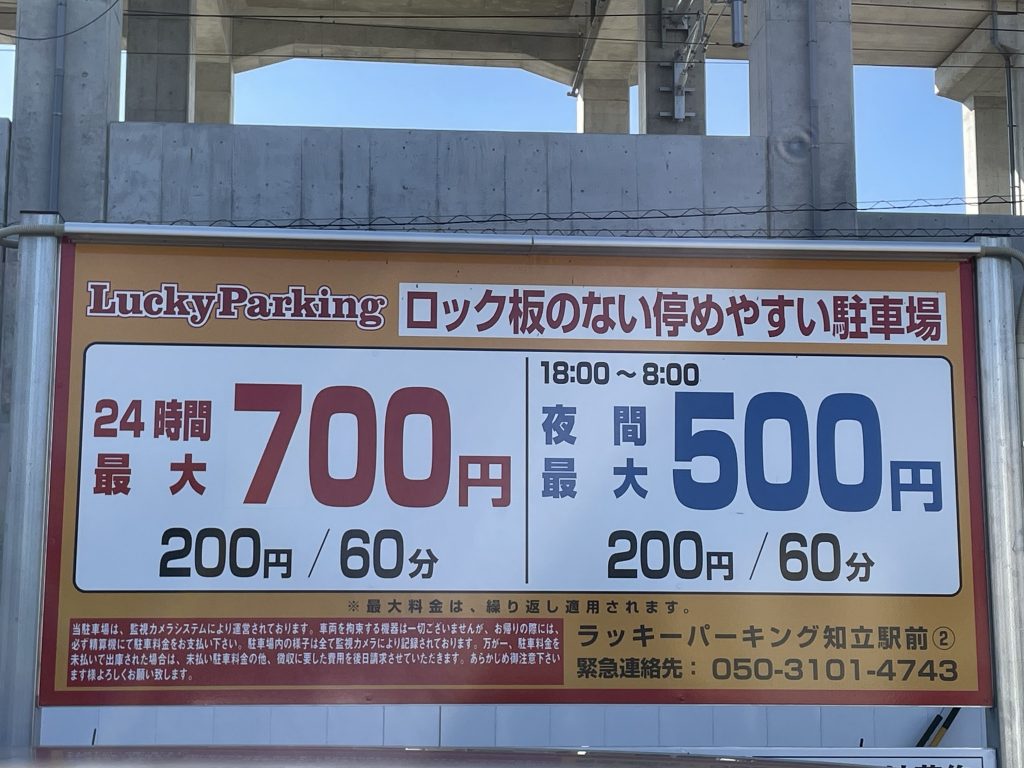 LuckyParking
ロック板のない停めやすい駐車場
24時間
最大
700円
200円/60分
18:00～8:00
夜間
最大
500円
200円/60分
※最大料金は、繰り返し適用されます。
当駐車場は、監視カメラシステムにより運営されております。車両を拘束する機器は一切ございませんが、お帰りの際には、
必ず精算機にて駐車料金をお支払い下さい。駐車場内の様子は全て監視カメラにより記録されております。万が一、駐車料金を
未払いで出庫された場合は、未払い駐車料金の他、徴収に要した費用を後日請求させていただきます。あらかじめ御注意下さい
ます様よろしくお願い致します。
ラッキーパーキング知立駅前②
緊急連絡先：050-3101-4743